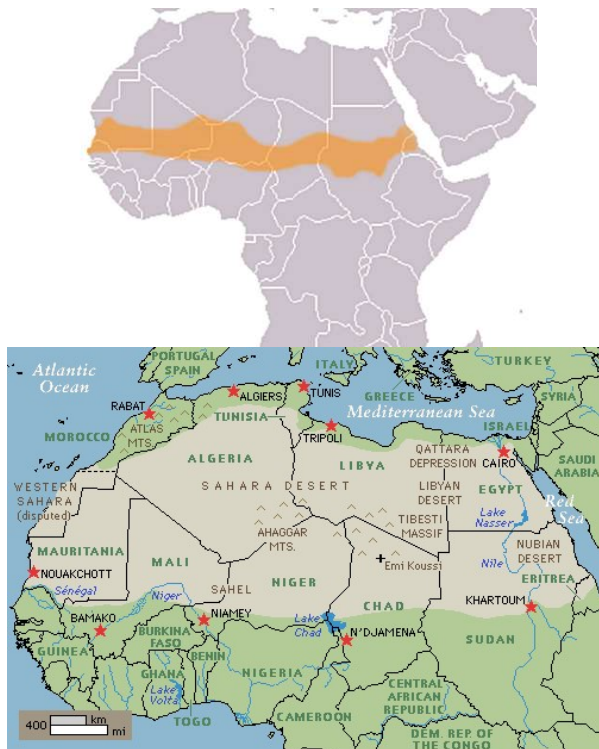 PORTUGAL
SPAIN
ITALY
TURKEY
Atlantic
Ocean
GREECE
SYRIA
RABAT
ALGIERS
TUNIS
TUNISIA
Mediterranean Sea
ISRAEL
MOROCCO
ATLAS
MTS.
TRIPOLI
QATTARA
DEPRESSION
CAIRO
SAUDI
ARABIA
ALGERIA
LIBYA
WESTERN
SAHARA
(disputed)
SAHARA DESERT
LIBYAN
DESERT
EGYPT
Red
Sea
Lake
Nasser
AHAGGAR
MTS.
TIBESTI
MASSIF
MAURITANIA
NOUAKCHOTT
MALI
NIGER
Emi Koussi
Nile
NUBIAN
DESERT
Sénégal
Niger
SAHEL
ERITREA
KHARTOUM
BAMAKO
NIAMEY
Lake
Chad
CHAD
N'DJAMENA
SUDAN
GUINEA
BURKINA
FASO
BENIN
NIGERIA
GHANA
Lake
Volta
TOGO
CAMEROON
CENTRAL
AFRICAN
REPUBLIC
DEM. REP. OF
THE CONGO
400 km
mi